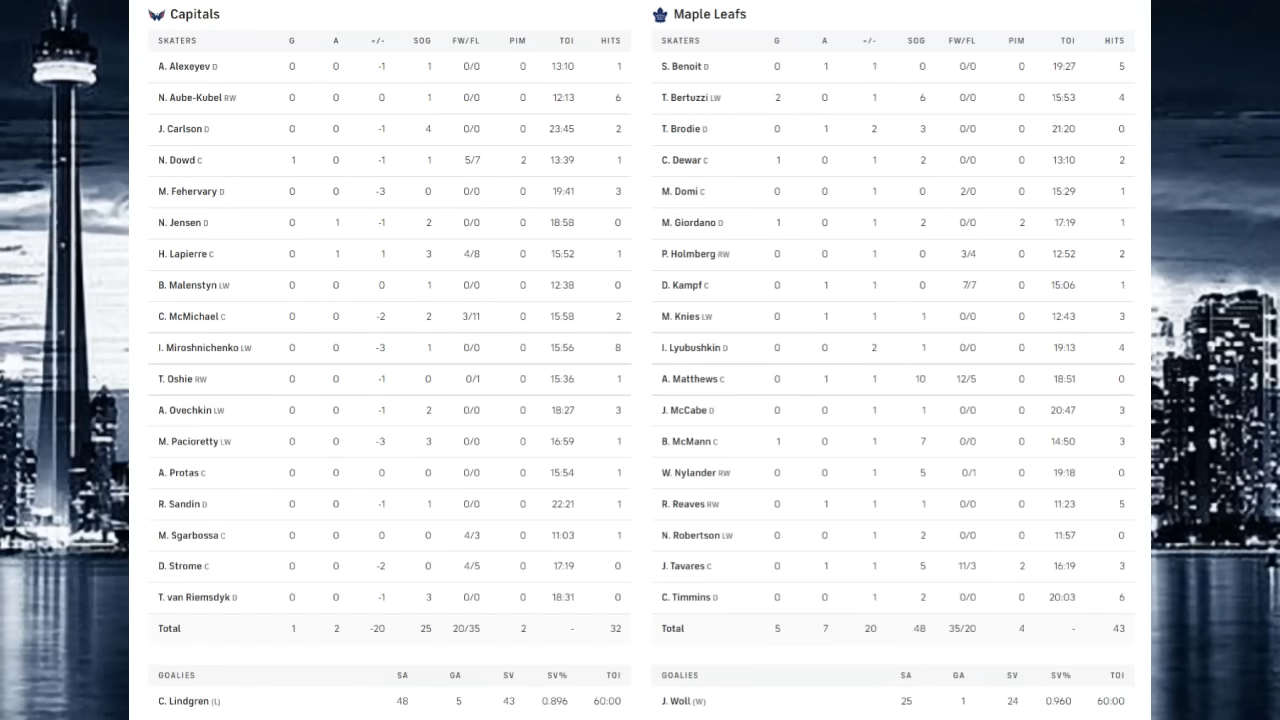 Capitals
SKATERS G A +/- SOG FW/FL PIM TOI HITS
A. Alexeyev D 0 0 -1 1 0/0 0 13:10 1
N. Aube-Kubel RW 0 0 0 1 0/0 0 12:13 6
J. Carlson D 0 0 -1 4 0/0 0 23:45 2
N. Dowd C 1 0 -1 1 5/7 2 13:39 1
M. Fehervary D 0 0 -3 0 0/0 0 19:41 3
N. Jensen D 0 1 -1 2 0/0 0 18:58 0
H. Lapierre C 0 1 1 3 4/8 0 15:52 1
B. Malenstyn LW 0 0 0 1 0/0 0 12:38 0
C. McMichael C 0 0 -2 2 3/11 0 15:58 2
I. Miroshnichenko LW 0 0 -3 1 0/0 0 15:56 8
T. Oshie RW 0 0 -1 0 0/1 0 15:36 1
A. Ovechkin LW 0 0 -1 2 0/0 0 18:27 3
M. Pacioretty LW 0 0 -3 3 0/0 0 16:59 1
A. Protas C 0 0 0 0 0/0 0 15:54 1
R. Sandin D 0 0 -1 1 0/0 0 22:21 1
M. Sgarbossa C 0 0 0 0 4/3 0 11:03 1
D. Strome C 0 0 -2 0 4/5 0 17:19 0
T. van Riemsdyk D 0 0 -1 3 0/0 0 18:31 0
Total 1 2 -20 25 20/35 2 - 32
GOALIES SA GA SV SV% TOI
C. Lindgren (L) 48 5 43 0.896 60:00
Maple Leafs
SKATERS G A +/- SOG FW/FL PIM TOI HITS
S. Benoit D 0 1 1 0 0/0 0 19:27 5
T. Bertuzzi LW 2 0 1 6 0/0 0 15:53 4
T. Brodie D 0 1 2 3 0/0 0 21:20 0
C. Dewar C 1 0 1 2 0/0 0 13:10 2
M. Domi C 0 0 1 0 2/0 0 15:29 1
M. Giordano D 1 0 1 2 0/0 2 17:19 1
P. Holmberg RW 0 0 1 0 3/4 0 12:52 2
D. Kampf C 0 1 1 0 7/7 0 15:06 1
M. Knies LW 0 1 1 1 0/0 0 12:43 3
I. Lyubushkin D 0 0 2 1 0/0 0 19:13 4
A. Matthews C 0 1 1 10 12/5 0 18:51 0
J. McCabe D 0 0 1 1 0/0 0 20:47 3
B. McMann C 1 0 1 7 0/0 0 14:50 3
W. Nylander RW 0 0 1 5 0/1 0 19:18 0
R. Reaves RW 0 1 1 1 0/0 0 11:23 5
N. Robertson LW 0 0 1 2 0/0 0 11:57 0
J. Tavares C 0 1 1 5 11/3 2 16:19 3
C. Timmins D 0 0 1 2 0/0 0 20:03 6
Total 5 7 20 48 35/20 4 - 43
GOALIES SA GA SV SV% TOI
J. Woll (W) 25 1 24 0.960 60:00